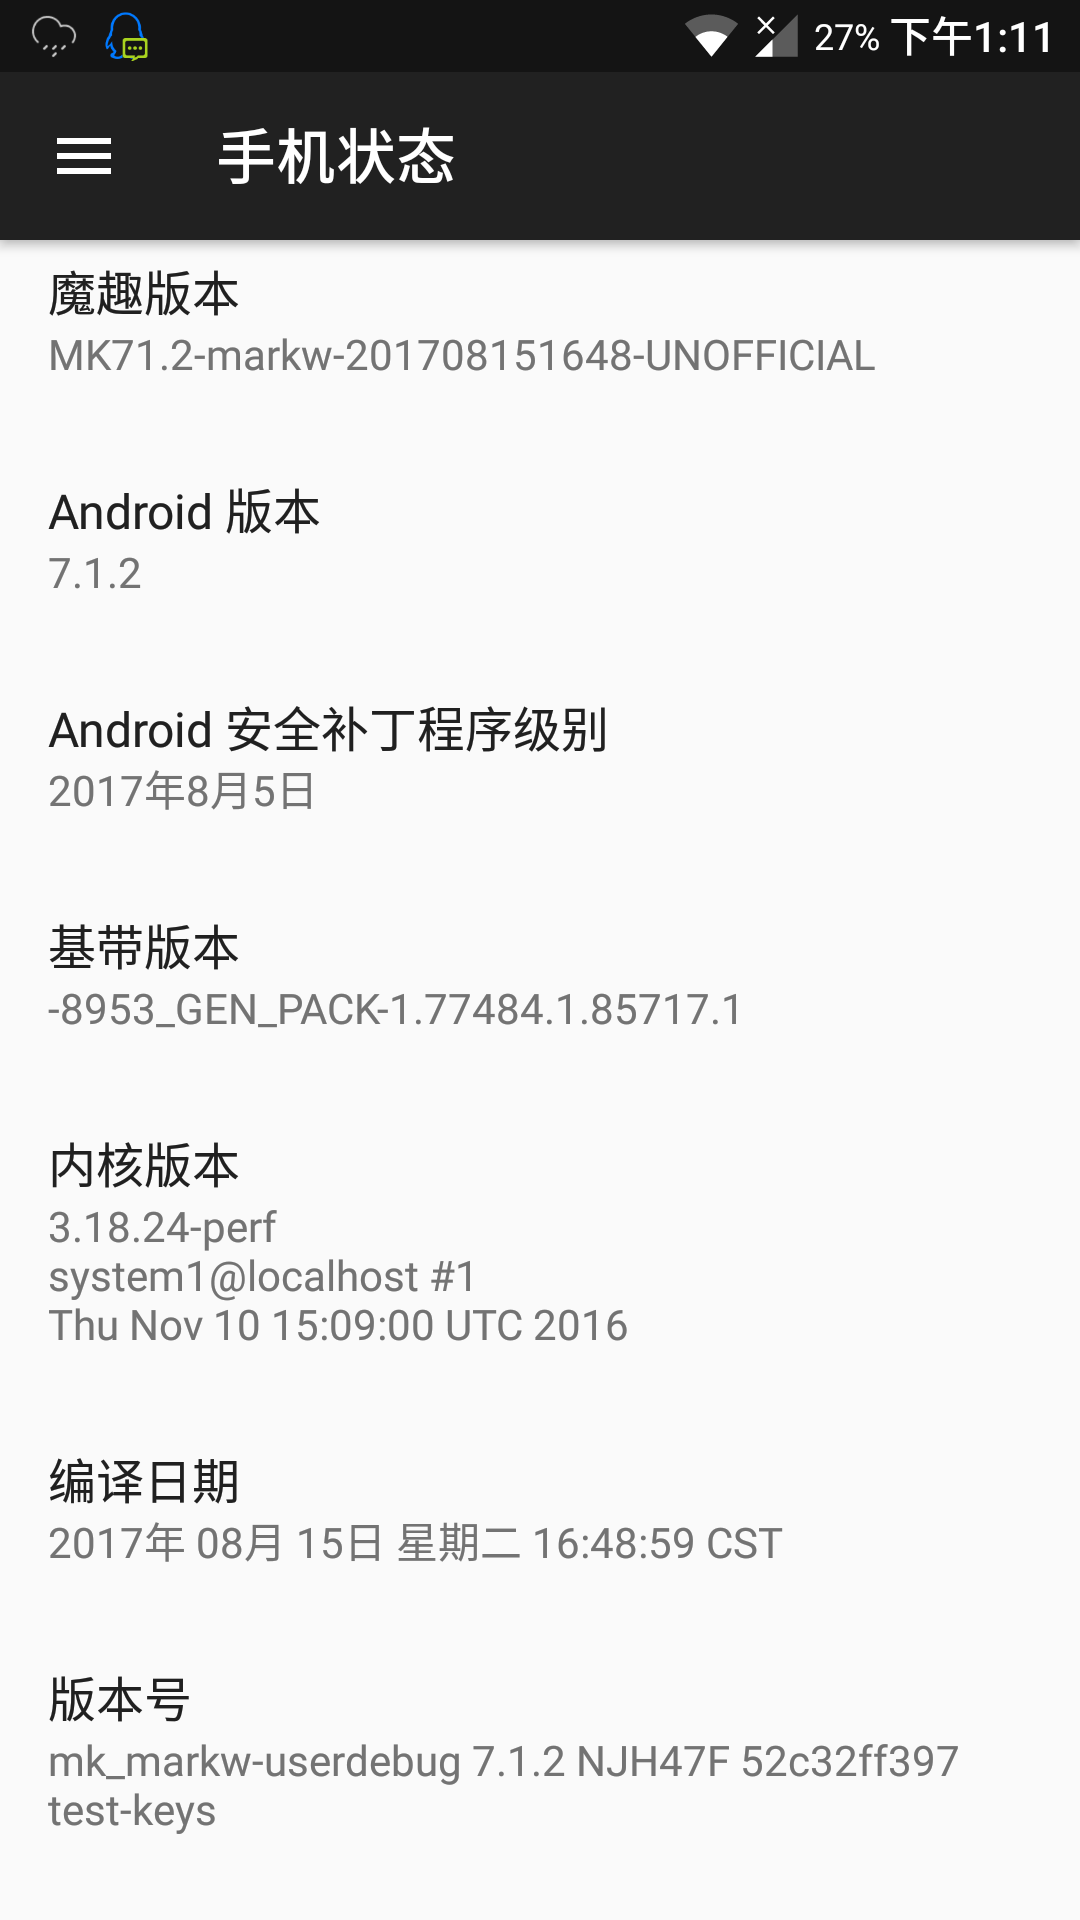 27% 下午1:11
手机状态
魔趣版本
MK71.2-markw-201708151648-UNOFFICIAL
Android 版本
7.1.2
Android 安全补丁程序级别
2017年8月5日
基带版本
-8953_GEN_PACK-1.77484.1.85717.1
内核版本
3.18.24-perf
system1@localhost #1
Thu Nov 10 15:09:00 UTC 2016
编译日期
2017年 08月 15日 星期二 16:48:59 CST
版本号
mk_markw-userdebug 7.1.2 NJH47F 52c32ff397
test-keys